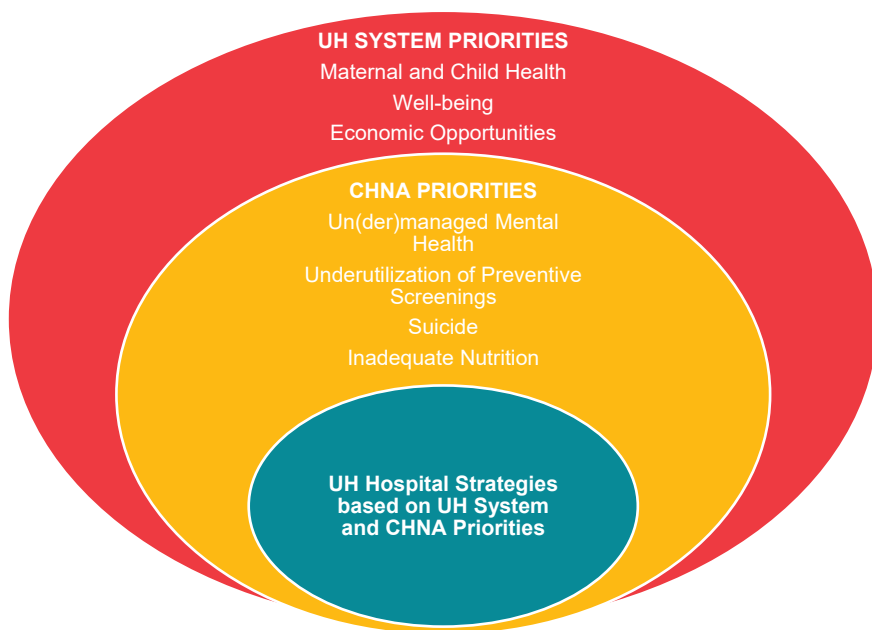 UH SYSTEM PRIORITIES
Maternal and Child Health
Well-being
Economic Opportunities
CHNA PRIORITIES
Un(der)managed Mental
Health
Underutilization of Preventive
Screenings
Suicide
Inadequate Nutrition
UH Hospital Strategies
based on UH System
and CHNA Priorities